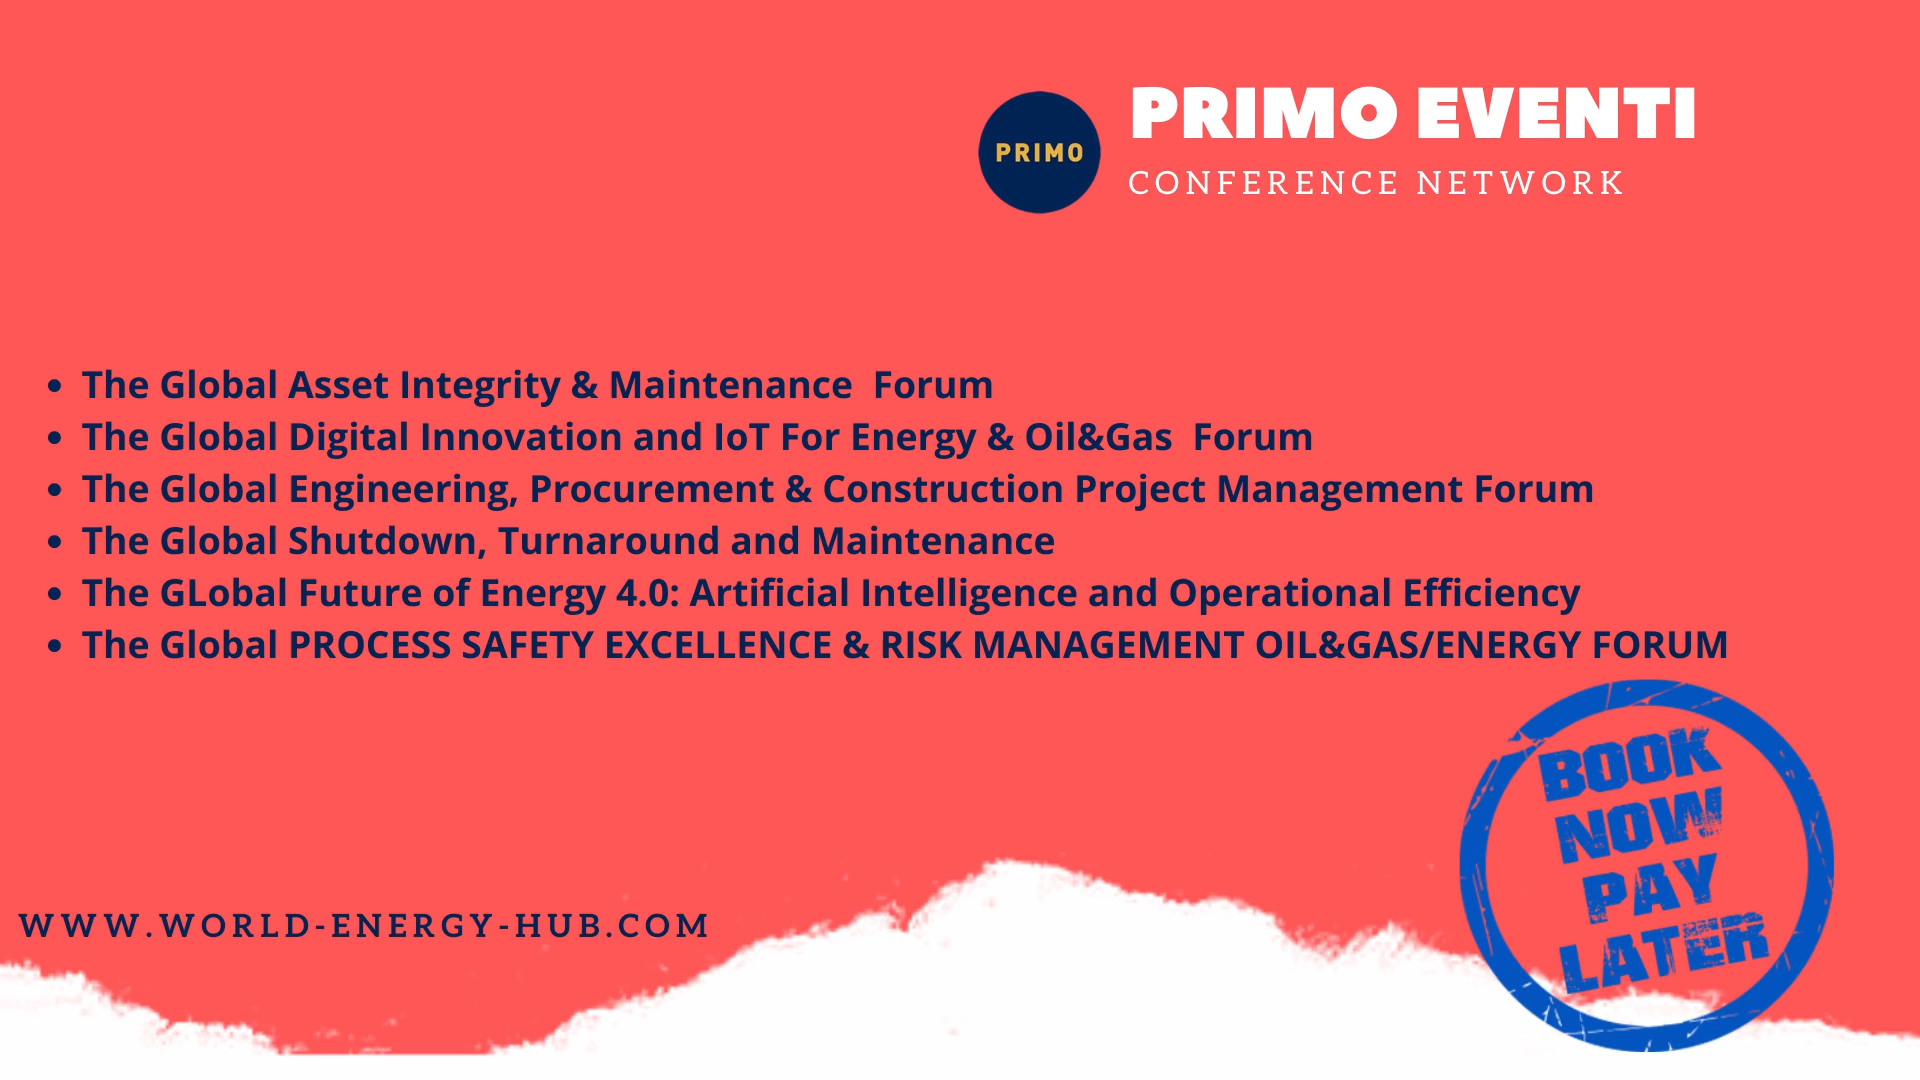 PRIMO
PRIMO EVENTI
CONFERENCE NETWORK
• The Global Asset Integrity & Maintenance  Forum
• The Global Digital Innovation and IoT For Energy & Oil&Gas  Forum
• The Global Engineering, Procurement & Construction Project Management Forum
• The Global Shutdown, Turnaround and Maintenance
• The GLobal Future of Energy 4.0: Artificial Intelligence and Operational Efficiency
• The Global PROCESS SAFETY EXCELLENCE & RISK MANAGEMENT OIL&GAS/ENERGY FORUM
BOOK
NOW
PAY
LATER
WWW.WORLD-ENERGY-HUB.COM